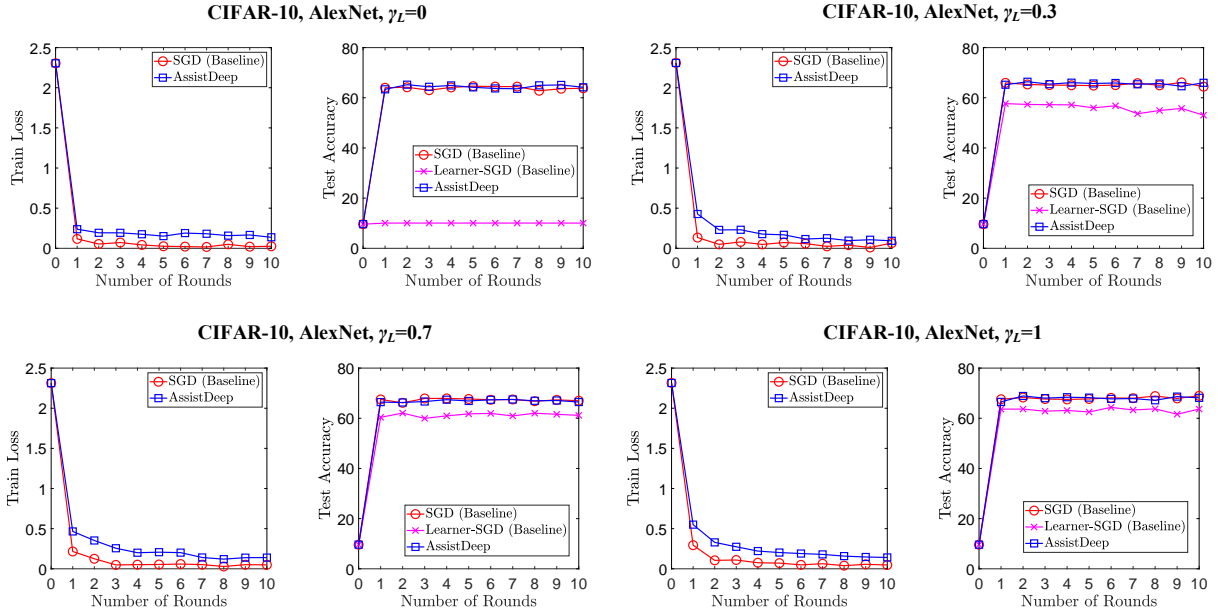 CIFAR-10, AlexNet, γL=0
2.5
2
1.5
1
0.5
0
Train Loss
SGD (Baseline)
AssistDeep
0 1 2 3 4 5 6 7 8 9 10
Number of Rounds
80
60
40
20
0
Test Accuracy
SGD (Baseline)
Learner-SGD (Baseline)
AssistDeep
0 1 2 3 4 5 6 7 8 9 10
Number of Rounds
CIFAR-10, AlexNet, γL=0.3
2.5
2
1.5
1
0.5
0
Train Loss
SGD (Baseline)
AssistDeep
0 1 2 3 4 5 6 7 8 9 10
Number of Rounds
80
60
40
20
0
Test Accuracy
SGD (Baseline)
Learner-SGD (Baseline)
AssistDeep
0 1 2 3 4 5 6 7 8 9 10
Number of Rounds
CIFAR-10, AlexNet, γL=0.7
2.5
2
1.5
1
0.5
0
Train Loss
SGD (Baseline)
AssistDeep
0 1 2 3 4 5 6 7 8 9 10
Number of Rounds
80
60
40
20
0
Test Accuracy
SGD (Baseline)
Learner-SGD (Baseline)
AssistDeep
0 1 2 3 4 5 6 7 8 9 10
Number of Rounds
CIFAR-10, AlexNet, γL=1
2.5
2
1.5
1
0.5
0
Train Loss
SGD (Baseline)
AssistDeep
0 1 2 3 4 5 6 7 8 9 10
Number of Rounds
80
60
40
20
0
Test Accuracy
SGD (Baseline)
Learner-SGD (Baseline)
AssistDeep
0 1 2 3 4 5 6 7 8 9 10
Number of Rounds